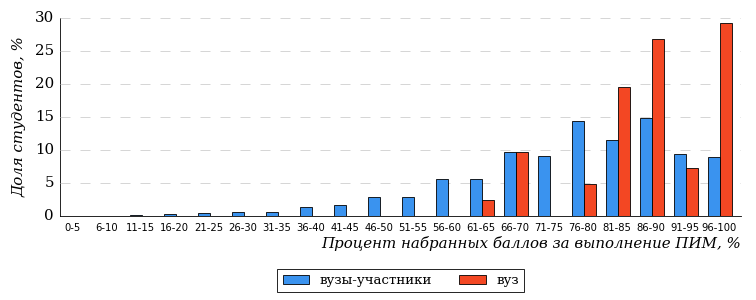 30
25
20
15
10
5
0
Доля студентов, %
0-5 6-10 11-15 16-20 21-25 26-30 31-35 36-40 41-45 46-50 51-55 56-60 61-65 66-70 71-75 76-80 81-85 86-90 91-95 96-100
Процент набранных баллов за выполнение ПИМ, %
вузы-участники вуз